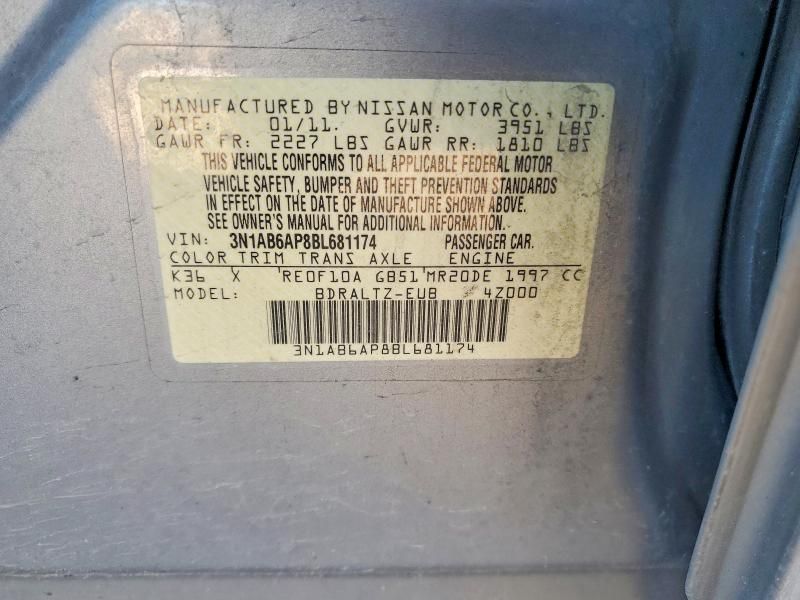 MANUFACTURED BY NISSAN MOTOR CO., LTD.
DATE: 01/11. GVWR: 3951 LBS
GAWR FR: 2227 LBS GAWR RR: 1810 LBS
THIS VEHICLE CONFORMS TO ALL APPLICABLE FEDERAL MOTOR
VEHICLE SAFETY, BUMPER AND THEFT PREVENTION STANDARDS
IN EFFECT ON THE DATE OF MANUFACTURE SHOWN ABOVE.
SEE OWNER'S MANUAL FOR ADDITIONAL INFORMATION.
VIN: 3N1AB6AP8BL681174 PASSENGER CAR.
COLOR TRIM TRANS AXLE ENGINE
K36 X RE0F10A GB51 MR20DE 1997 CC
MODEL: BDRALTZ-EUB 4Z000
3N1AB6AP8BL681174